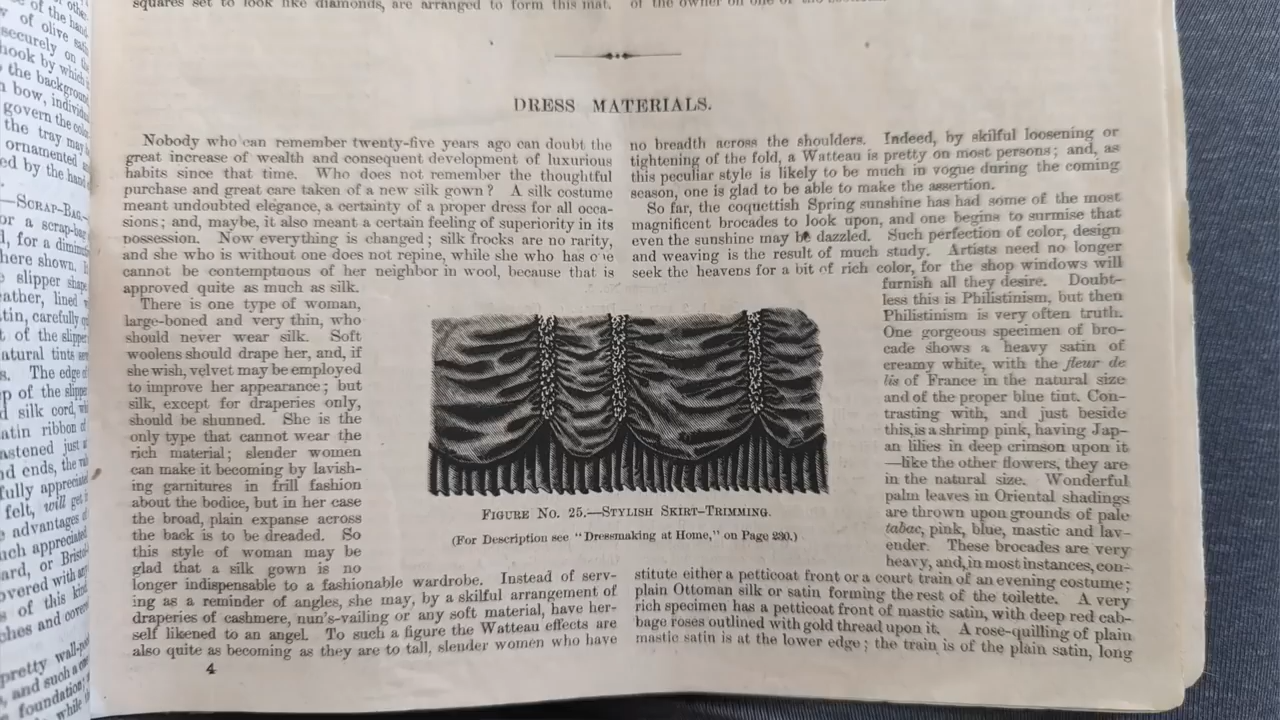 squares set to look like diamonds, are arranged to form this mat.
DRESS MATERIALS.
Nobody who can remember twenty-five years ago can doubt the
great increase of wealth and consequent development of luxurious
habits since that time. Who does not remember the thoughtful
purchase and great care taken of a new silk gown? A silk costume
meant undoubted elegance, a certainty of a proper dress for all occa-
sions; and, maybe, it also meant a certain feeling of superiority in its
possession. Now everything is changed; silk frocks are no rarity,
and she who is without one does not repine, while she who has one
cannot be contemptuous of her neighbor in wool, because that is
approved quite as much as silk.
There is one type of woman,
large-boned and very thin, who
should never wear silk. Soft
woolens should drape her, and, if
she wish, velvet may be employed
to improve her appearance; but
silk, except for draperies only,
should be shunned. She is the
only type that cannot wear the
rich material; slender women
can make it becoming by lavish-
ing garnitures in frill fashion
about the bodice, but in her case
the broad, plain expanse across
the back is to be dreaded. So
this style of woman may be
glad that a silk gown is no
longer indispensable to a fashionable wardrobe. Instead of serv-
ing as a reminder of angles, she may, by a skilful arrangement of
draperies of cashmere, nun's-vailing or any soft material, have her-
self likened to an angel. To such a figure the Watteau effects are
also quite as becoming as they are to tall, slender women who have
4
FIGURE NO. 25.—STYLISH SKIRT-TRIMMING.
(For Description see "Dressmaking at Home," on Page 230.)
of the owner on one of the
no breadth across the shoulders. Indeed, by skilful loosening or
tightening of the fold, a Watteau is pretty on most persons; and, as
this peculiar style is likely to be much in vogue during the coming
season, one is glad to be able to make the assertion.
So far, the coquettish Spring sunshine has had some of the most
magnificent brocades to look upon, and one begins to surmise that
even the sunshine may be dazzled. Such perfection of color, design
and weaving is the result of much study. Artists need no longer
seek the heavens for a bit of rich color, for the shop windows will
furnish all they desire. Doubt-
less this is Philistinism, but then
Philistinism is very often truth.
One gorgeous specimen of bro-
cade shows a heavy satin of
creamy white, with the fleur de
lis of France in the natural size
and of the proper blue tint. Con-
trasting with, and just beside
this, is a shrimp pink, having Jap-
an lilies in deep crimson upon it
—like the other flowers, they are
in the natural size. Wonderful
palm leaves in Oriental shadings
are thrown upon grounds of pale
tabac, pink, blue, mastic and lav-
ender. These brocades are very
heavy, and, in most instances, con-
stitute either a petticoat front or a court train of an evening costume;
plain Ottoman silk or satin forming the rest of the toilette. A very
rich specimen has a petticoat front of mastic satin, with deep red cab-
bage roses outlined with gold thread upon it. A rose-quilling of plain
mastic satin is at the lower edge; the train is of the plain satin, long